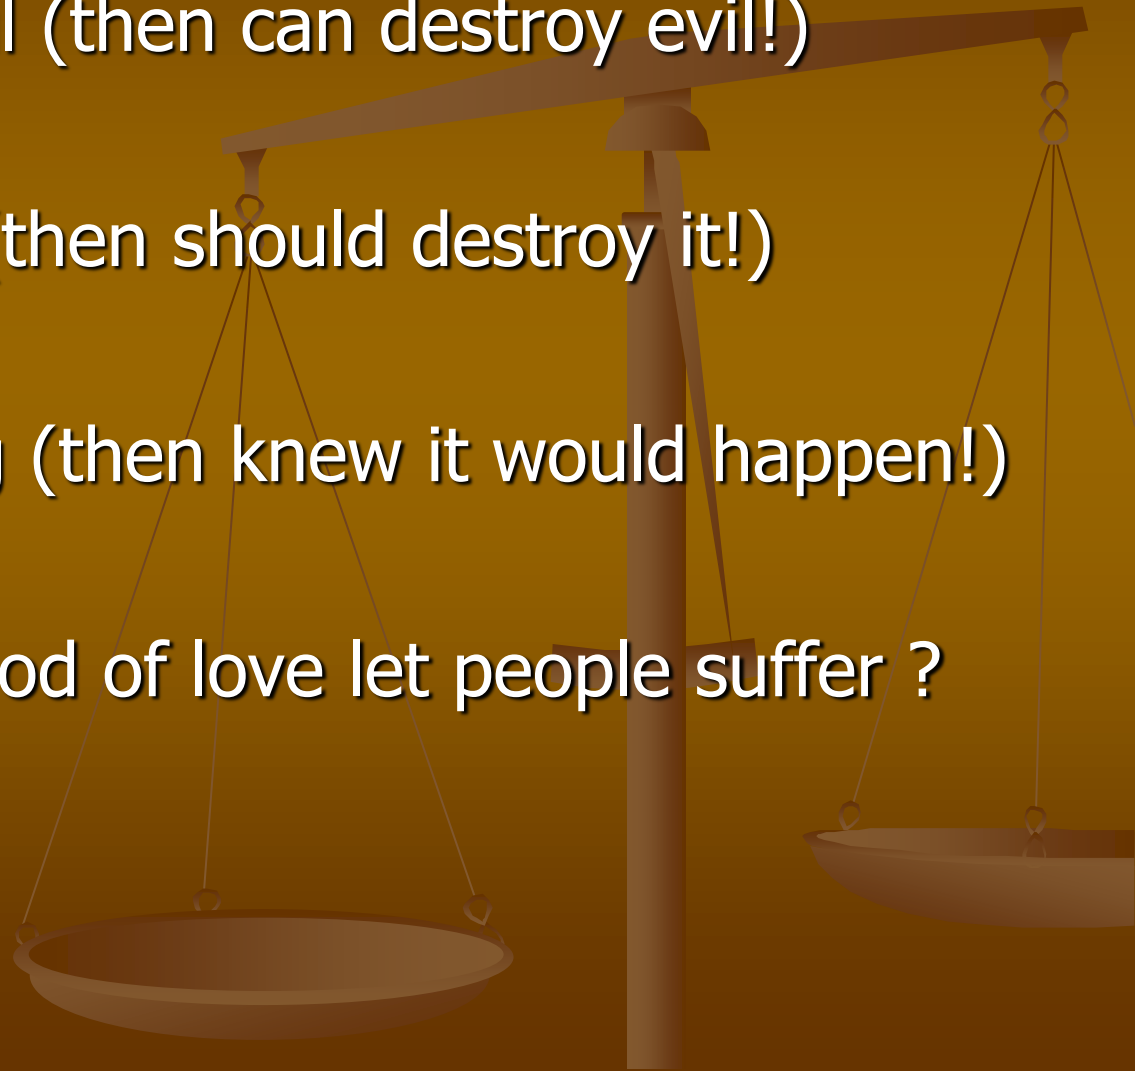 l (then can destroy evil!)
then should destroy it!)
(then knew it would happen!)
od of love let people suffer ?